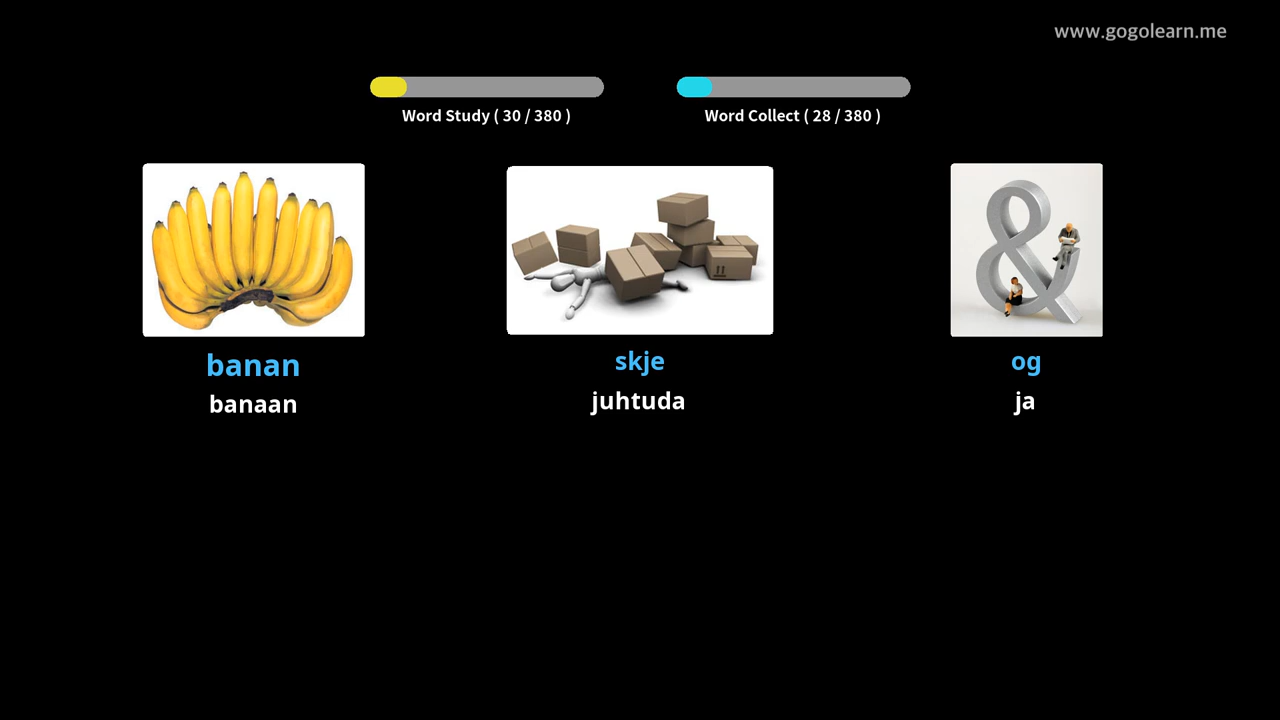 www.gogolearn.me
Word Study ( 30 / 380 )
Word Collect ( 28 / 380 )
&
banan
skje
og
banaan
juhtuda
ja